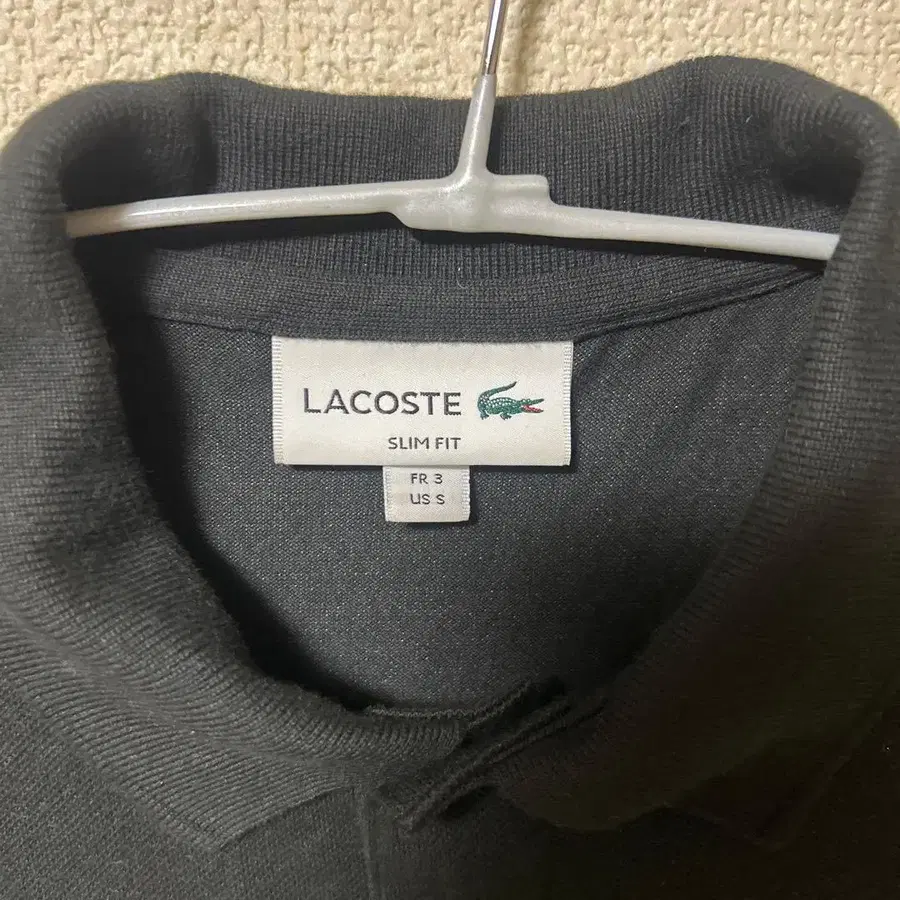 LACOSTE
SLIM FIT
FR 3
US S